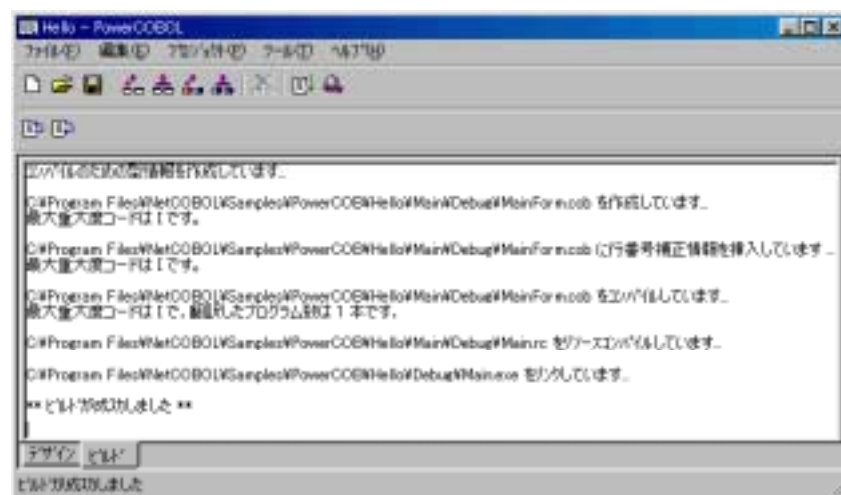 Hello - PowerCOBOL
ファイル(F) 編集(E) プロジェクト(P) ツール(T) ヘルプ(H)
コンパイルのための型情報を作成しています...
C:¥Program Files¥NetCOBOL¥Samples¥PowerCOB¥Hello¥Main¥Debug¥MainForm.cob を作成しています...
最大重大度コードは I です。
C:¥Program Files¥NetCOBOL¥Samples¥PowerCOB¥Hello¥Main¥Debug¥MainForm.cob に行番号補正情報を挿入しています...
最大重大度コードは I です。
C:¥Program Files¥NetCOBOL¥Samples¥PowerCOB¥Hello¥Main¥Debug¥MainForm.cob をコンパイルしています...
最大重大度コードは I で、翻訳したプログラム数は 1 本です。
C:¥Program Files¥NetCOBOL¥Samples¥PowerCOB¥Hello¥Main¥Debug¥Main.rc をリソースコンパイルしています...
C:¥Program Files¥NetCOBOL¥Samples¥PowerCOB¥Hello¥Debug¥Main.exe をリンクしています...
** ビルドが成功しました **
デザイン ビルド
ビルドが成功しました